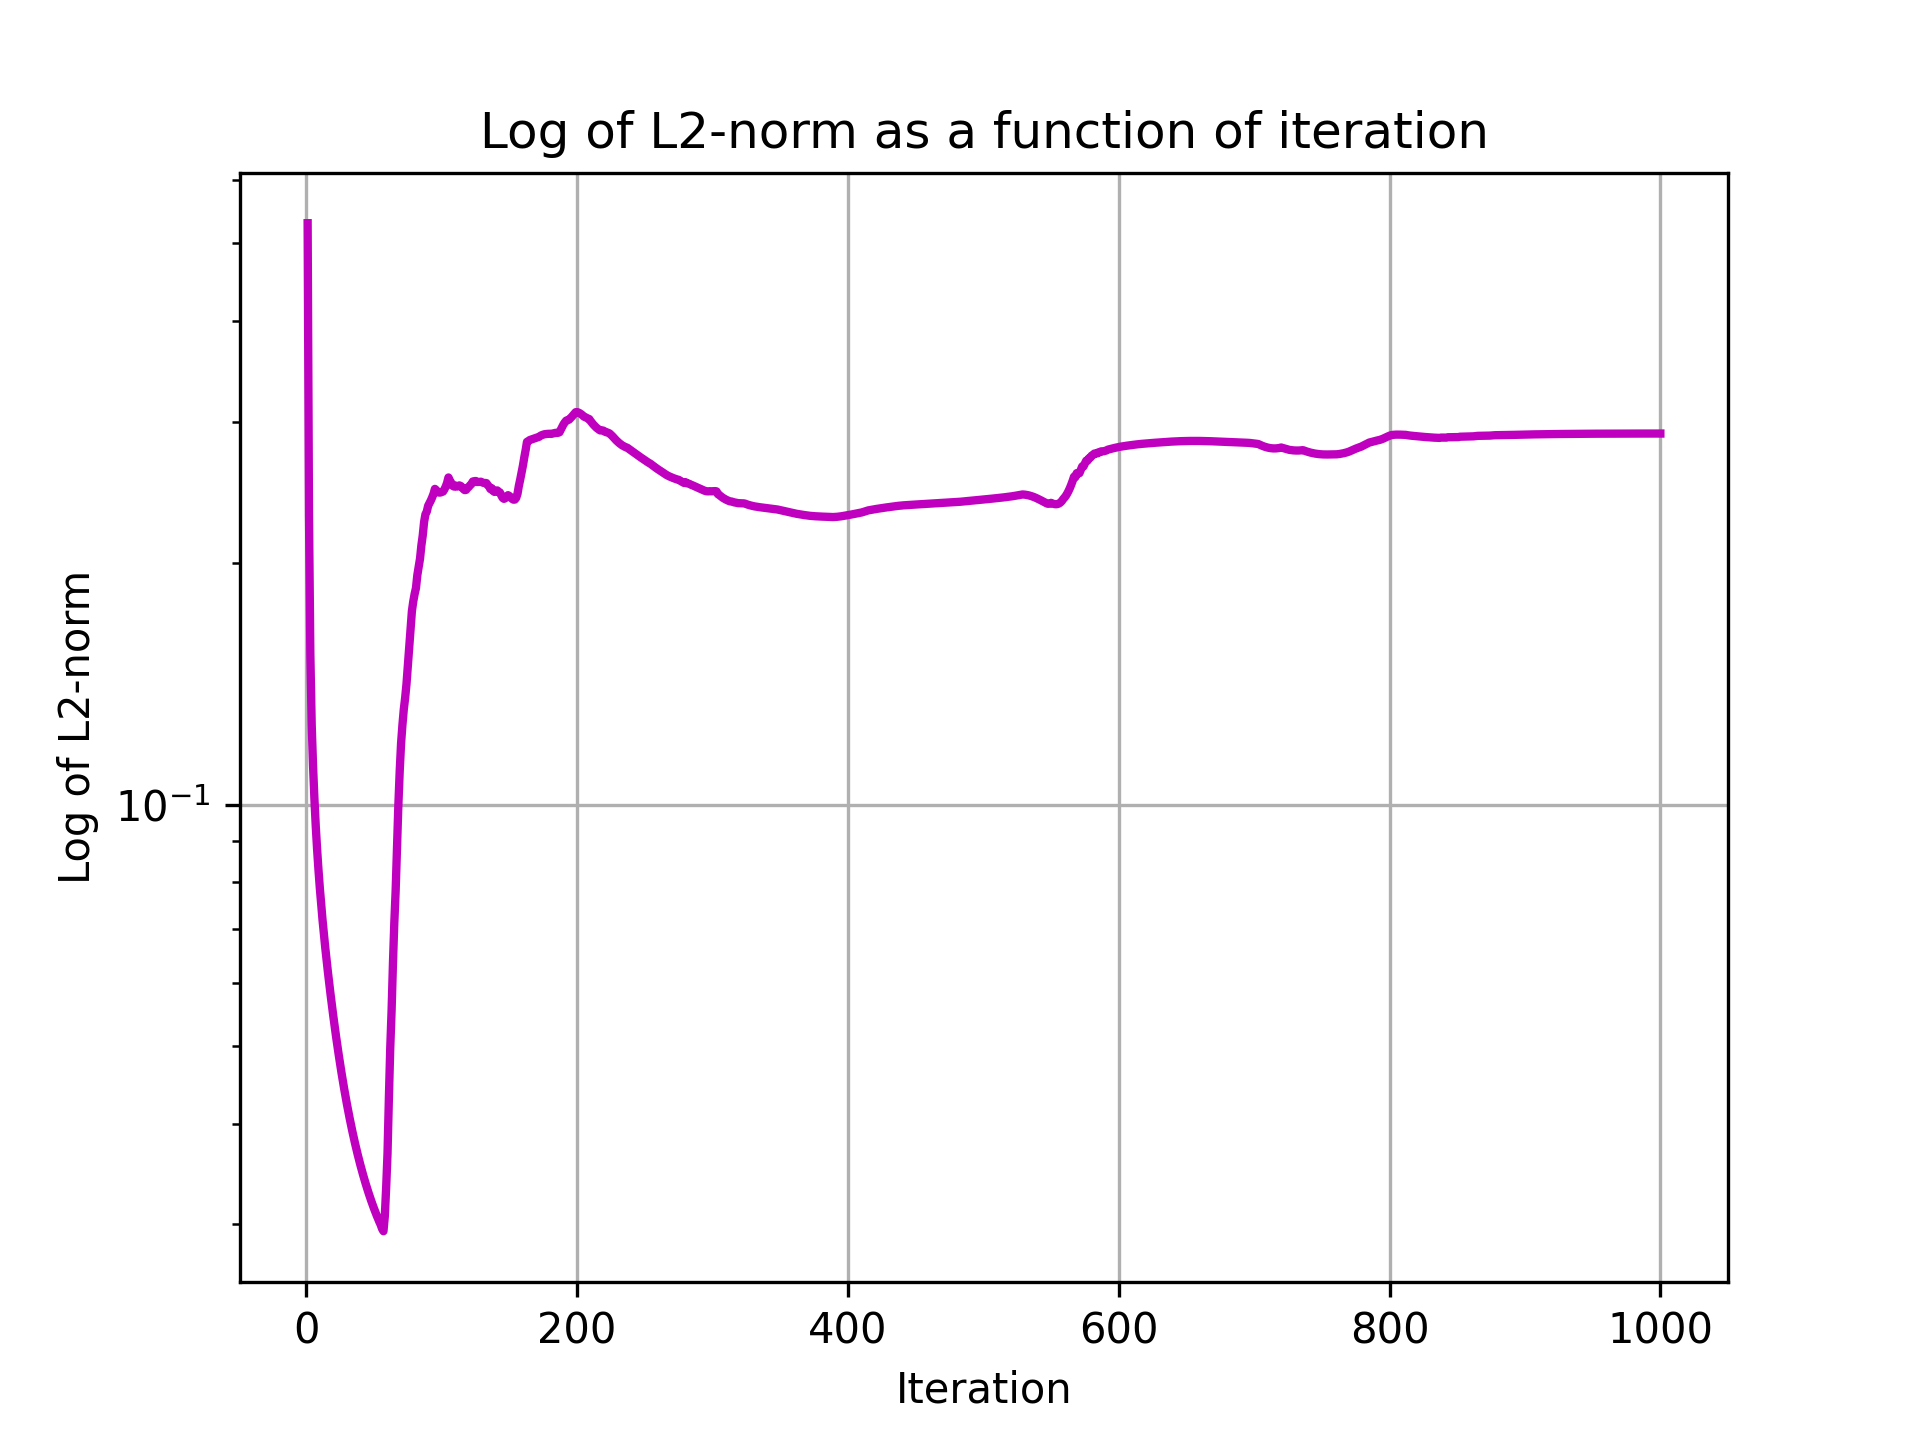 Log of L2-norm as a function of iteration
Log of L2-norm
10⁻¹
0 200 400 600 800 1000
Iteration